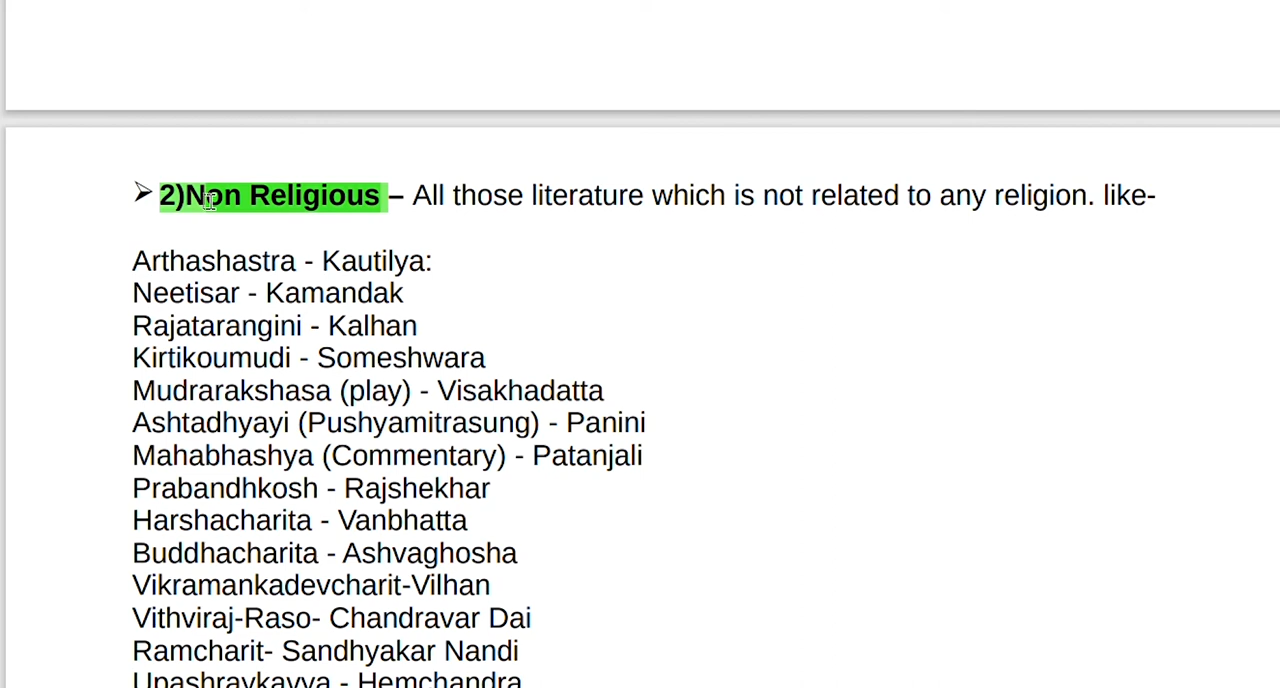 ➢ 2)Non Religious – All those literature which is not related to any religion. like-
Arthashastra - Kautilya:
Neetisar - Kamandak
Rajatarangini - Kalhan
Kirtikoumudi - Someshwara
Mudrarakshasa (play) - Visakhadatta
Ashtadhyayi (Pushyamitrasung) - Panini
Mahabhashya (Commentary) - Patanjali
Prabandhkosh - Rajshekhar
Harshacharita - Vanbhatta
Buddhacharita - Ashvaghosha
Vikramankadevcharit-Vilhan
Vithviraj-Raso- Chandravar Dai
Ramcharit- Sandhyakar Nandi
Upashraykavya - Hemchandra